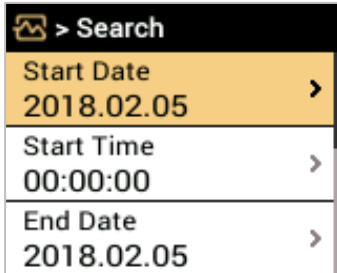 > Search
Start Date
2018.02.05
Start Time
00:00:00
End Date
2018.02.05